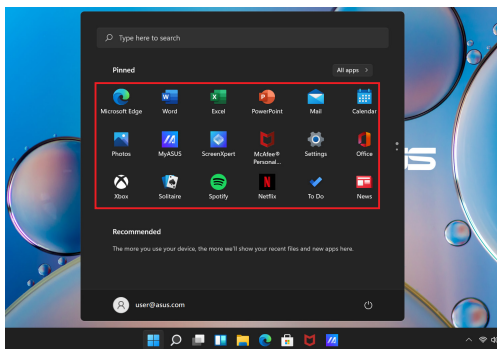 Type here to search
Pinned
All apps >
Microsoft Edge Word Excel PowerPoint Mail Calendar
Photos MyASUS ScreenXpert McAfee® Settings Office
Personal...
Xbox Solitaire Spotify Netflix To Do News
Recommended
The more you use your device, the more we'll show your recent files and new apps here.
user@asus.com